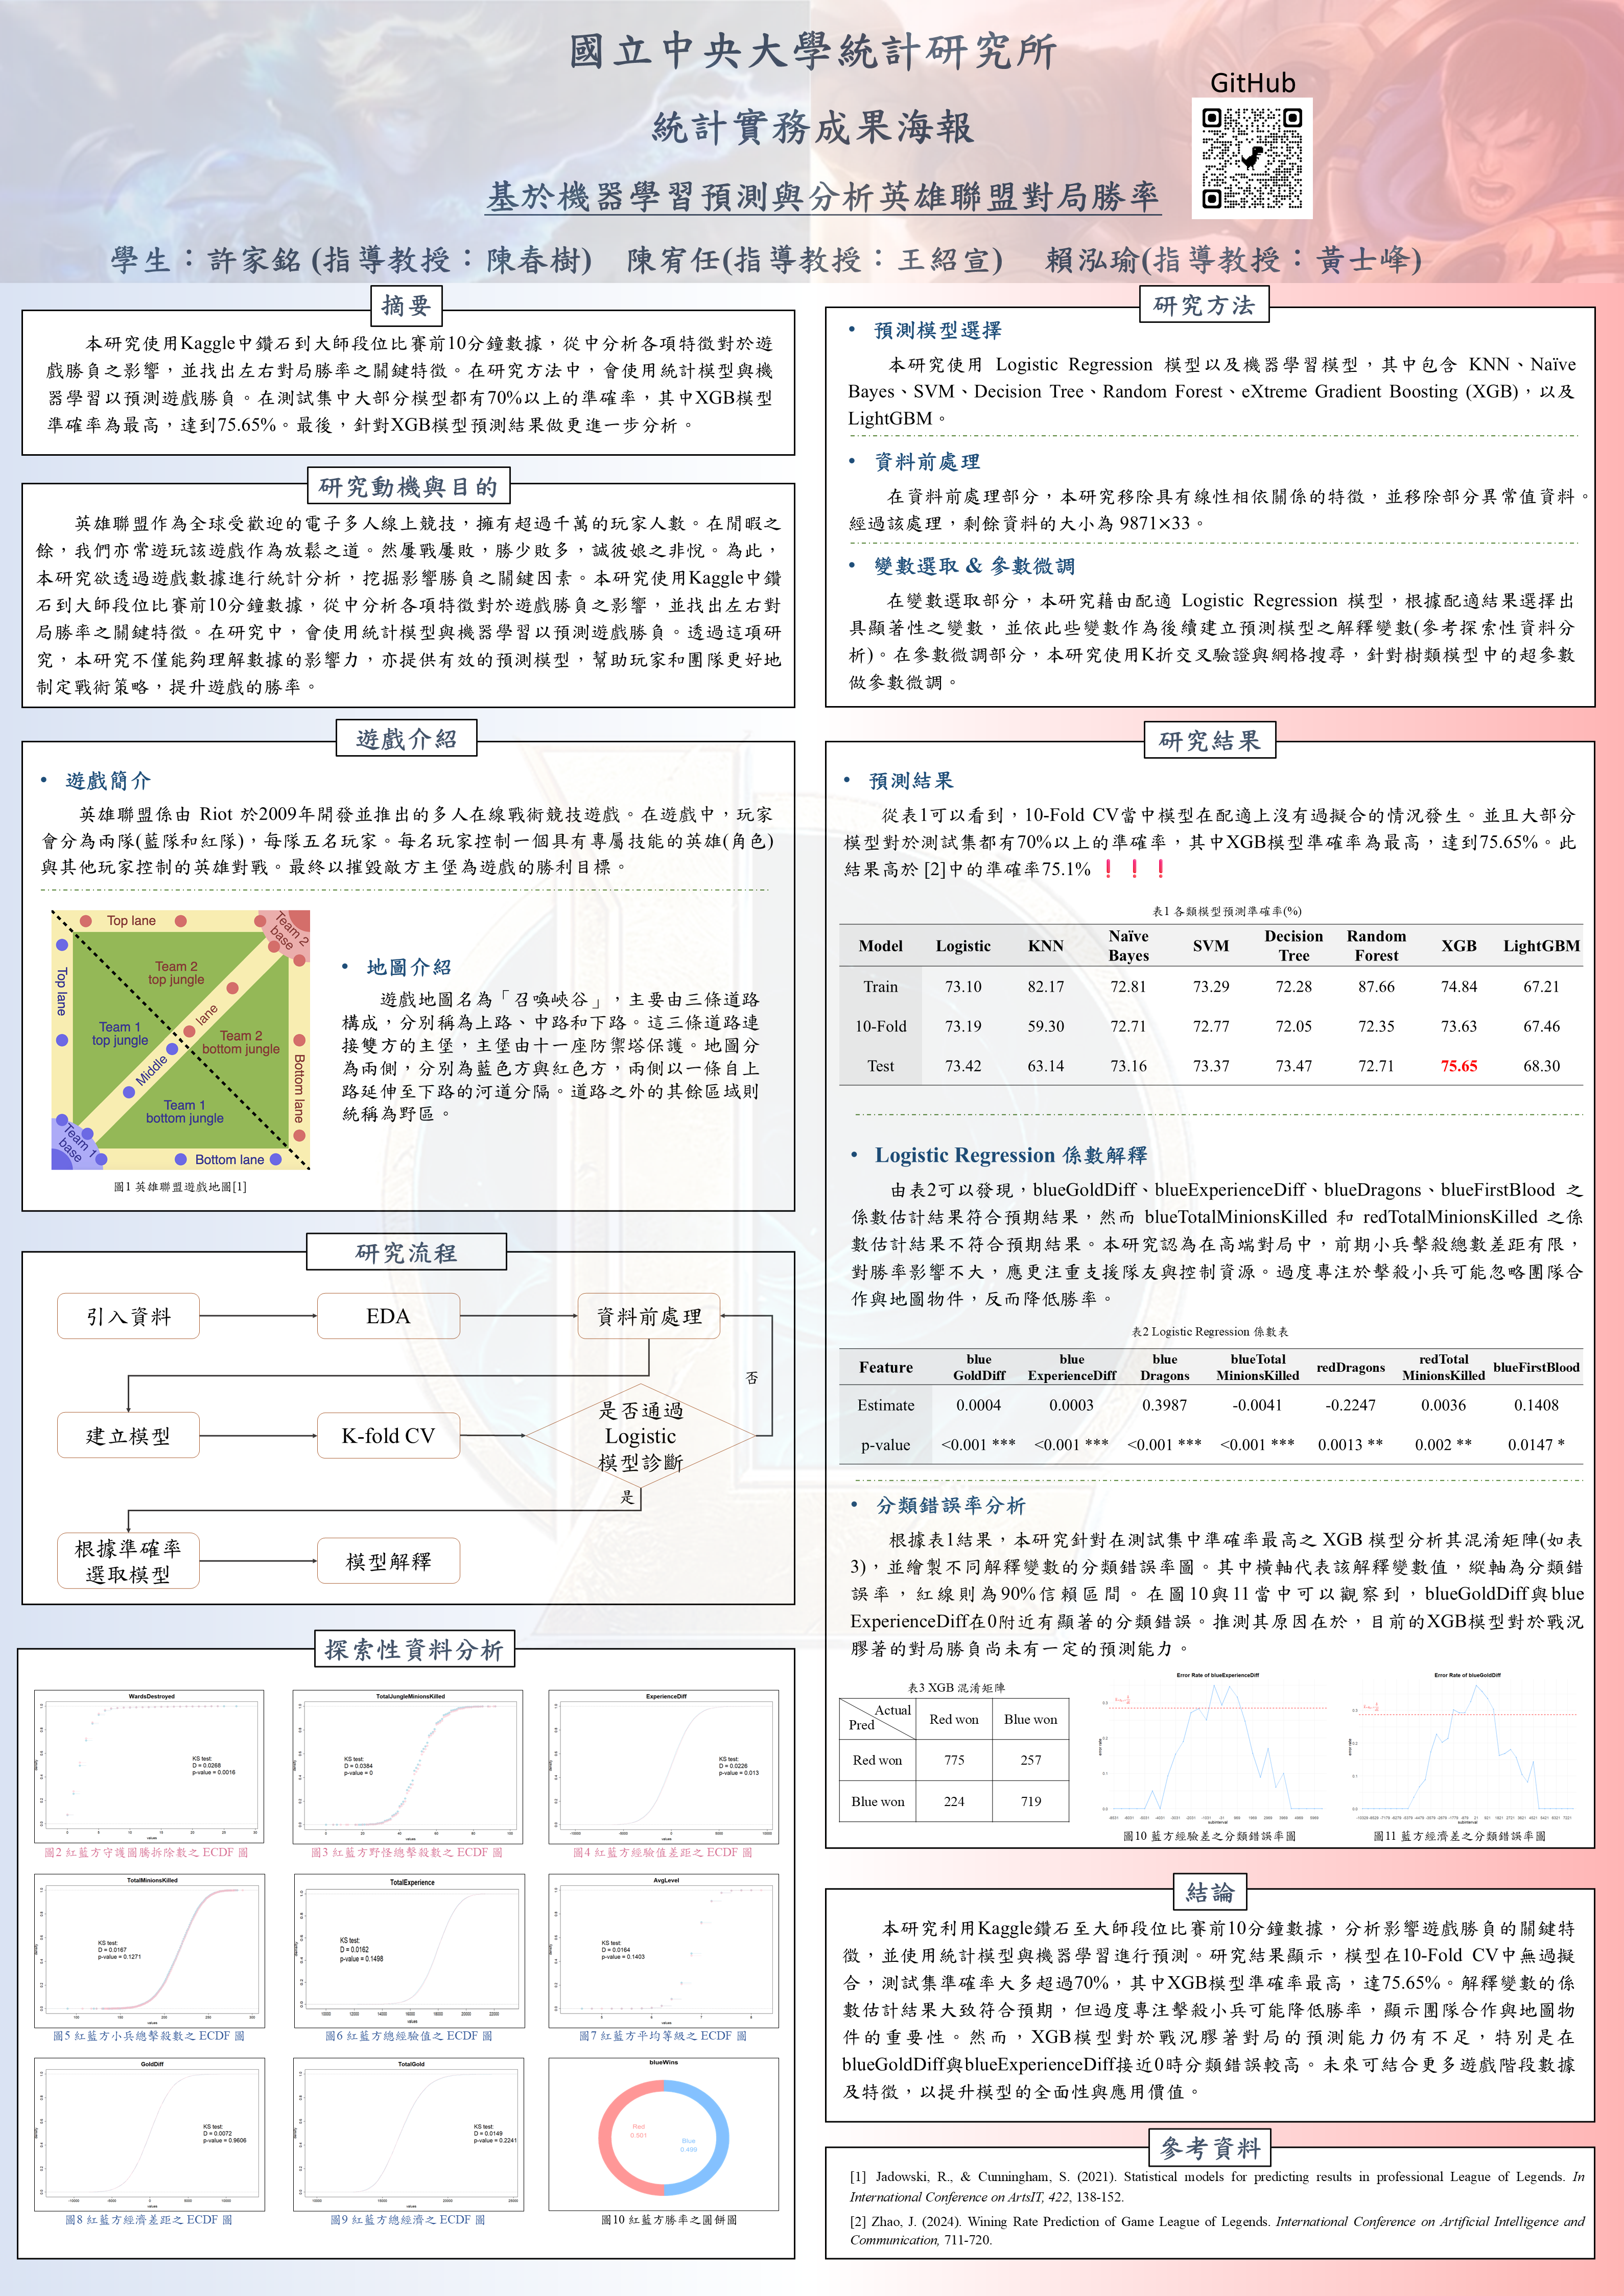 國立中央大學統計研究所
統計實務成果海報
基於機器學習預測與分析英雄聯盟對局勝率
GitHub
學生：許家銘 (指導教授：陳春樹) 陳宥任(指導教授：王紹宣) 賴泓瑜(指導教授：黃士峰)
摘要
本研究使用Kaggle中鑽石到大師段位比賽前10分鐘數據，從中分析各項特徵對於遊
戲勝負之影響，並找出左右對局勝率之關鍵特徵。在研究方法中，會使用統計模型與機
器學習以預測遊戲勝負。在測試集中大部分模型都有70%以上的準確率，其中XGB模型
準確率為最高，達到75.65%。最後，針對XGB模型預測結果做更進一步分析。
研究動機與目的
英雄聯盟作為全球受歡迎的電子多人線上競技，擁有超過千萬的玩家人數。在閒暇之
餘，我們亦常遊玩該遊戲作為放鬆之道。然屢戰屢敗，勝少敗多，誠彼娘之非悅。為此，
本研究欲透過遊戲數據進行統計分析，挖掘影響勝負之關鍵因素。本研究使用Kaggle中鑽
石到大師段位比賽前10分鐘數據，從中分析各項特徵對於遊戲勝負之影響，並找出左右對
局勝率之關鍵特徵。在研究中，會使用統計模型與機器學習以預測遊戲勝負。透過這項研
究，本研究不僅能夠理解數據的影響力，亦提供有效的預測模型，幫助玩家和團隊更好地
制定戰術策略，提升遊戲的勝率。
遊戲介紹
• 遊戲簡介
英雄聯盟係由 Riot 於2009年開發並推出的多人在線戰術競技遊戲。在遊戲中，玩家
會分為兩隊(藍隊和紅隊)，每隊五名玩家。每名玩家控制一個具有專屬技能的英雄(角色)
與其他玩家控制的英雄對戰。最終以摧毀敵方主堡為遊戲的勝利目標。
Top lane
Team 2
base
Top lane
Team 2
top jungle
Team 1
top jungle
lane
Team 2
bottom jungle
Middle
Team 1
bottom jungle
Bottom lane
Team 1
base
Bottom lane
圖1 英雄聯盟遊戲地圖[1]
• 地圖介紹
遊戲地圖名為「召喚峽谷」，主要由三條道路
構成，分別稱為上路、中路和下路。這三條道路連
接雙方的主堡，主堡由十一座防禦塔保護。地圖分
為兩側，分別為藍色方與紅色方，兩側以一條自上
路延伸至下路的河道分隔。道路之外的其餘區域則
統稱為野區。
研究流程
引入資料
EDA
資料前處理
否
建立模型
K-fold CV
是否通過
Logistic
模型診斷
是
根據準確率
選取模型
模型解釋
探索性資料分析
WardsDestroyed
KS test:
D = 0.0268
p-value = 0.0016
圖2 紅藍方守護圖騰拆除數之 ECDF 圖
TotalJungleMinionsKilled
KS test:
D = 0.0384
p-value = 0
圖3 紅藍方野怪總擊殺數之 ECDF 圖
ExperienceDiff
KS test:
D = 0.0226
p-value = 0.013
圖4 紅藍方經驗值差距之 ECDF 圖
TotalMinionsKilled
KS test:
D = 0.0167
p-value = 0.1271
圖5 紅藍方小兵總擊殺數之 ECDF 圖
TotalExperience
KS test:
D = 0.0162
p-value = 0.1498
圖6 紅藍方總經驗值之 ECDF 圖
AvgLevel
KS test:
D = 0.0164
p-value = 0.1403
圖7 紅藍方平均等級之 ECDF 圖
GoldDiff
KS test:
D = 0.0072
p-value = 0.9606
圖8 紅藍方經濟差距之 ECDF 圖
TotalGold
KS test:
D = 0.0149
p-value = 0.2241
圖9 紅藍方總經濟之 ECDF 圖
blueWins
Red
0.501
Blue
0.499
圖10 紅藍方勝率之圓餅圖
研究方法
• 預測模型選擇
本研究使用 Logistic Regression 模型以及機器學習模型，其中包含 KNN、Naïve
Bayes、SVM、Decision Tree、Random Forest、eXtreme Gradient Boosting (XGB)，以及
LightGBM。
• 資料前處理
在資料前處理部分，本研究移除具有線性相依關係的特徵，並移除部分異常值資料。
經過該處理，剩餘資料的大小為 9871×33。
• 變數選取 & 參數微調
在變數選取部分，本研究藉由配適 Logistic Regression 模型，根據配適結果選擇出
具顯著性之變數，並依此些變數作為後續建立預測模型之解釋變數(參考探索性資料分
析)。在參數微調部分，本研究使用K折交叉驗證與網格搜尋，針對樹類模型中的超參數
做參數微調。
研究結果
• 預測結果
從表1可以看到，10-Fold CV當中模型在配適上沒有過擬合的情況發生。並且大部分
模型對於測試集都有70%以上的準確率，其中XGB模型準確率為最高，達到75.65%。此
結果高於 [2]中的準確率75.1% ❗❗❗
表1 各類模型預測準確率(%)
Model Logistic KNN Naïve Bayes SVM Decision Tree Random Forest XGB LightGBM
Train 73.10 82.17 72.81 73.29 72.28 87.66 74.84 67.21
10-Fold 73.19 59.30 72.71 72.77 72.05 72.35 73.63 67.46
Test 73.42 63.14 73.16 73.37 73.47 72.71 75.65 68.30
• Logistic Regression 係數解釋
由表2可以發現，blueGoldDiff、blueExperienceDiff、blueDragons、blueFirstBlood 之
係數估計結果符合預期結果，然而 blueTotalMinionsKilled 和 redTotalMinionsKilled 之係
數估計結果不符合預期結果。本研究認為在高端對局中，前期小兵擊殺總數差距有限，
對勝率影響不大，應更注重支援隊友與控制資源。過度專注於擊殺小兵可能忽略團隊合
作與地圖物件，反而降低勝率。
表2 Logistic Regression 係數表
Feature blue GoldDiff blue ExperienceDiff blue Dragons blueTotal MinionsKilled redDragons redTotal MinionsKilled blueFirstBlood
Estimate 0.0004 0.0003 0.3987 -0.0041 -0.2247 0.0036 0.1408
p-value <0.001 *** <0.001 *** <0.001 *** <0.001 *** 0.0013 ** 0.002 ** 0.0147 *
• 分類錯誤率分析
根據表1結果，本研究針對在測試集中準確率最高之 XGB 模型分析其混淆矩陣(如表
3)，並繪製不同解釋變數的分類錯誤率圖。其中橫軸代表該解釋變數值，縱軸為分類錯
誤率，紅線則為90%信賴區間。在圖10與11當中可以觀察到，blueGoldDiff與blue
ExperienceDiff在0附近有顯著的分類錯誤。推測其原因在於，目前的XGB模型對於戰況
膠著的對局勝負尚未有一定的預測能力。
表3 XGB 混淆矩陣
Actual
Pred
Red won Blue won
Red won 775 257
Blue won 224 719
Error Rate of blueExperienceDiff
圖10 藍方經驗差之分類錯誤率圖
Error Rate of blueGoldDiff
圖11 藍方經濟差之分類錯誤率圖
結論
本研究利用Kaggle鑽石至大師段位比賽前10分鐘數據，分析影響遊戲勝負的關鍵特
徵，並使用統計模型與機器學習進行預測。研究結果顯示，模型在10-Fold CV中無過擬
合，測試集準確率大多超過70%，其中XGB模型準確率最高，達75.65%。解釋變數的係
數估計結果大致符合預期，但過度專注擊殺小兵可能降低勝率，顯示團隊合作與地圖物
件的重要性。然而，XGB模型對於戰況膠著對局的預測能力仍有不足，特別是在
blueGoldDiff與blueExperienceDiff接近0時分類錯誤較高。未來可結合更多遊戲階段數據
及特徵，以提升模型的全面性與應用價值。
參考資料
[1] Jadowski, R., & Cunningham, S. (2021). Statistical models for predicting results in professional League of Legends. In
International Conference on ArtsIT, 422, 138-152.
[2] Zhao, J. (2024). Wining Rate Prediction of Game League of Legends. International Conference on Artificial Intelligence and
Communication, 711-720.